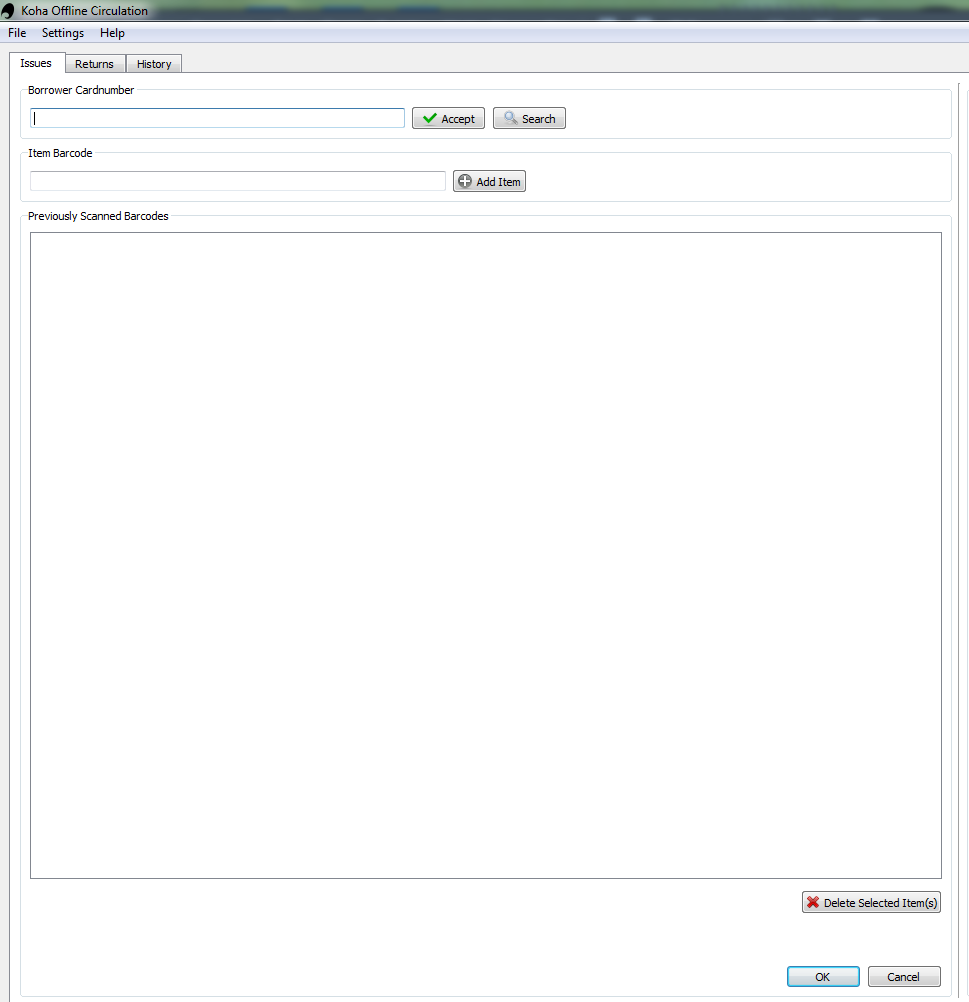 Koha Offline Circulation
File Settings Help
Issues Returns History
Borrower Cardnumber
Accept Search
Item Barcode
Add Item
Previously Scanned Barcodes
Delete Selected Item(s)
OK Cancel